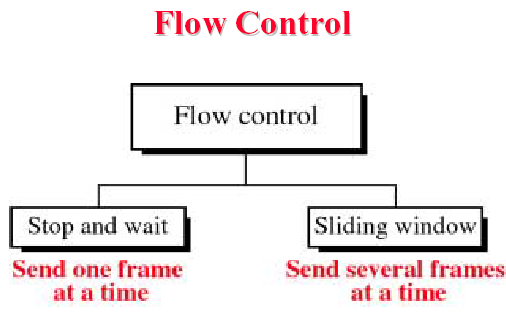 Flow Control
Flow control
Stop and wait
Send one frame
at a time
Sliding window
Send several frames
at a time